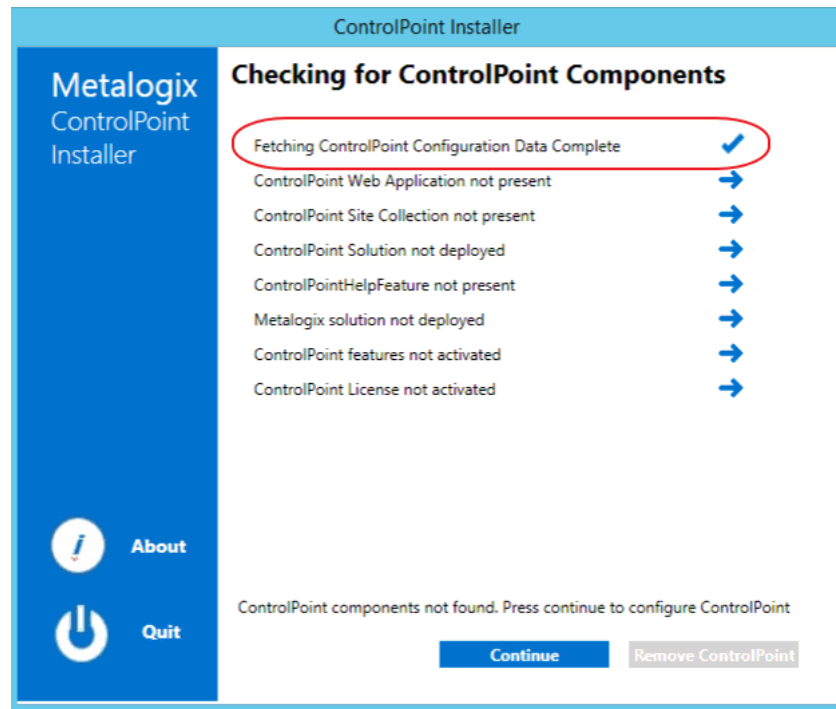 ControlPoint Installer
Metalogix
ControlPoint
Installer
Checking for ControlPoint Components
Fetching ControlPoint Configuration Data Complete
ControlPoint Web Application not present
ControlPoint Site Collection not present
ControlPoint Solution not deployed
ControlPointHelpFeature not present
Metalogix solution not deployed
ControlPoint features not activated
ControlPoint License not activated
About
ControlPoint components not found. Press continue to configure ControlPoint
Quit
Continue
Remove ControlPoint